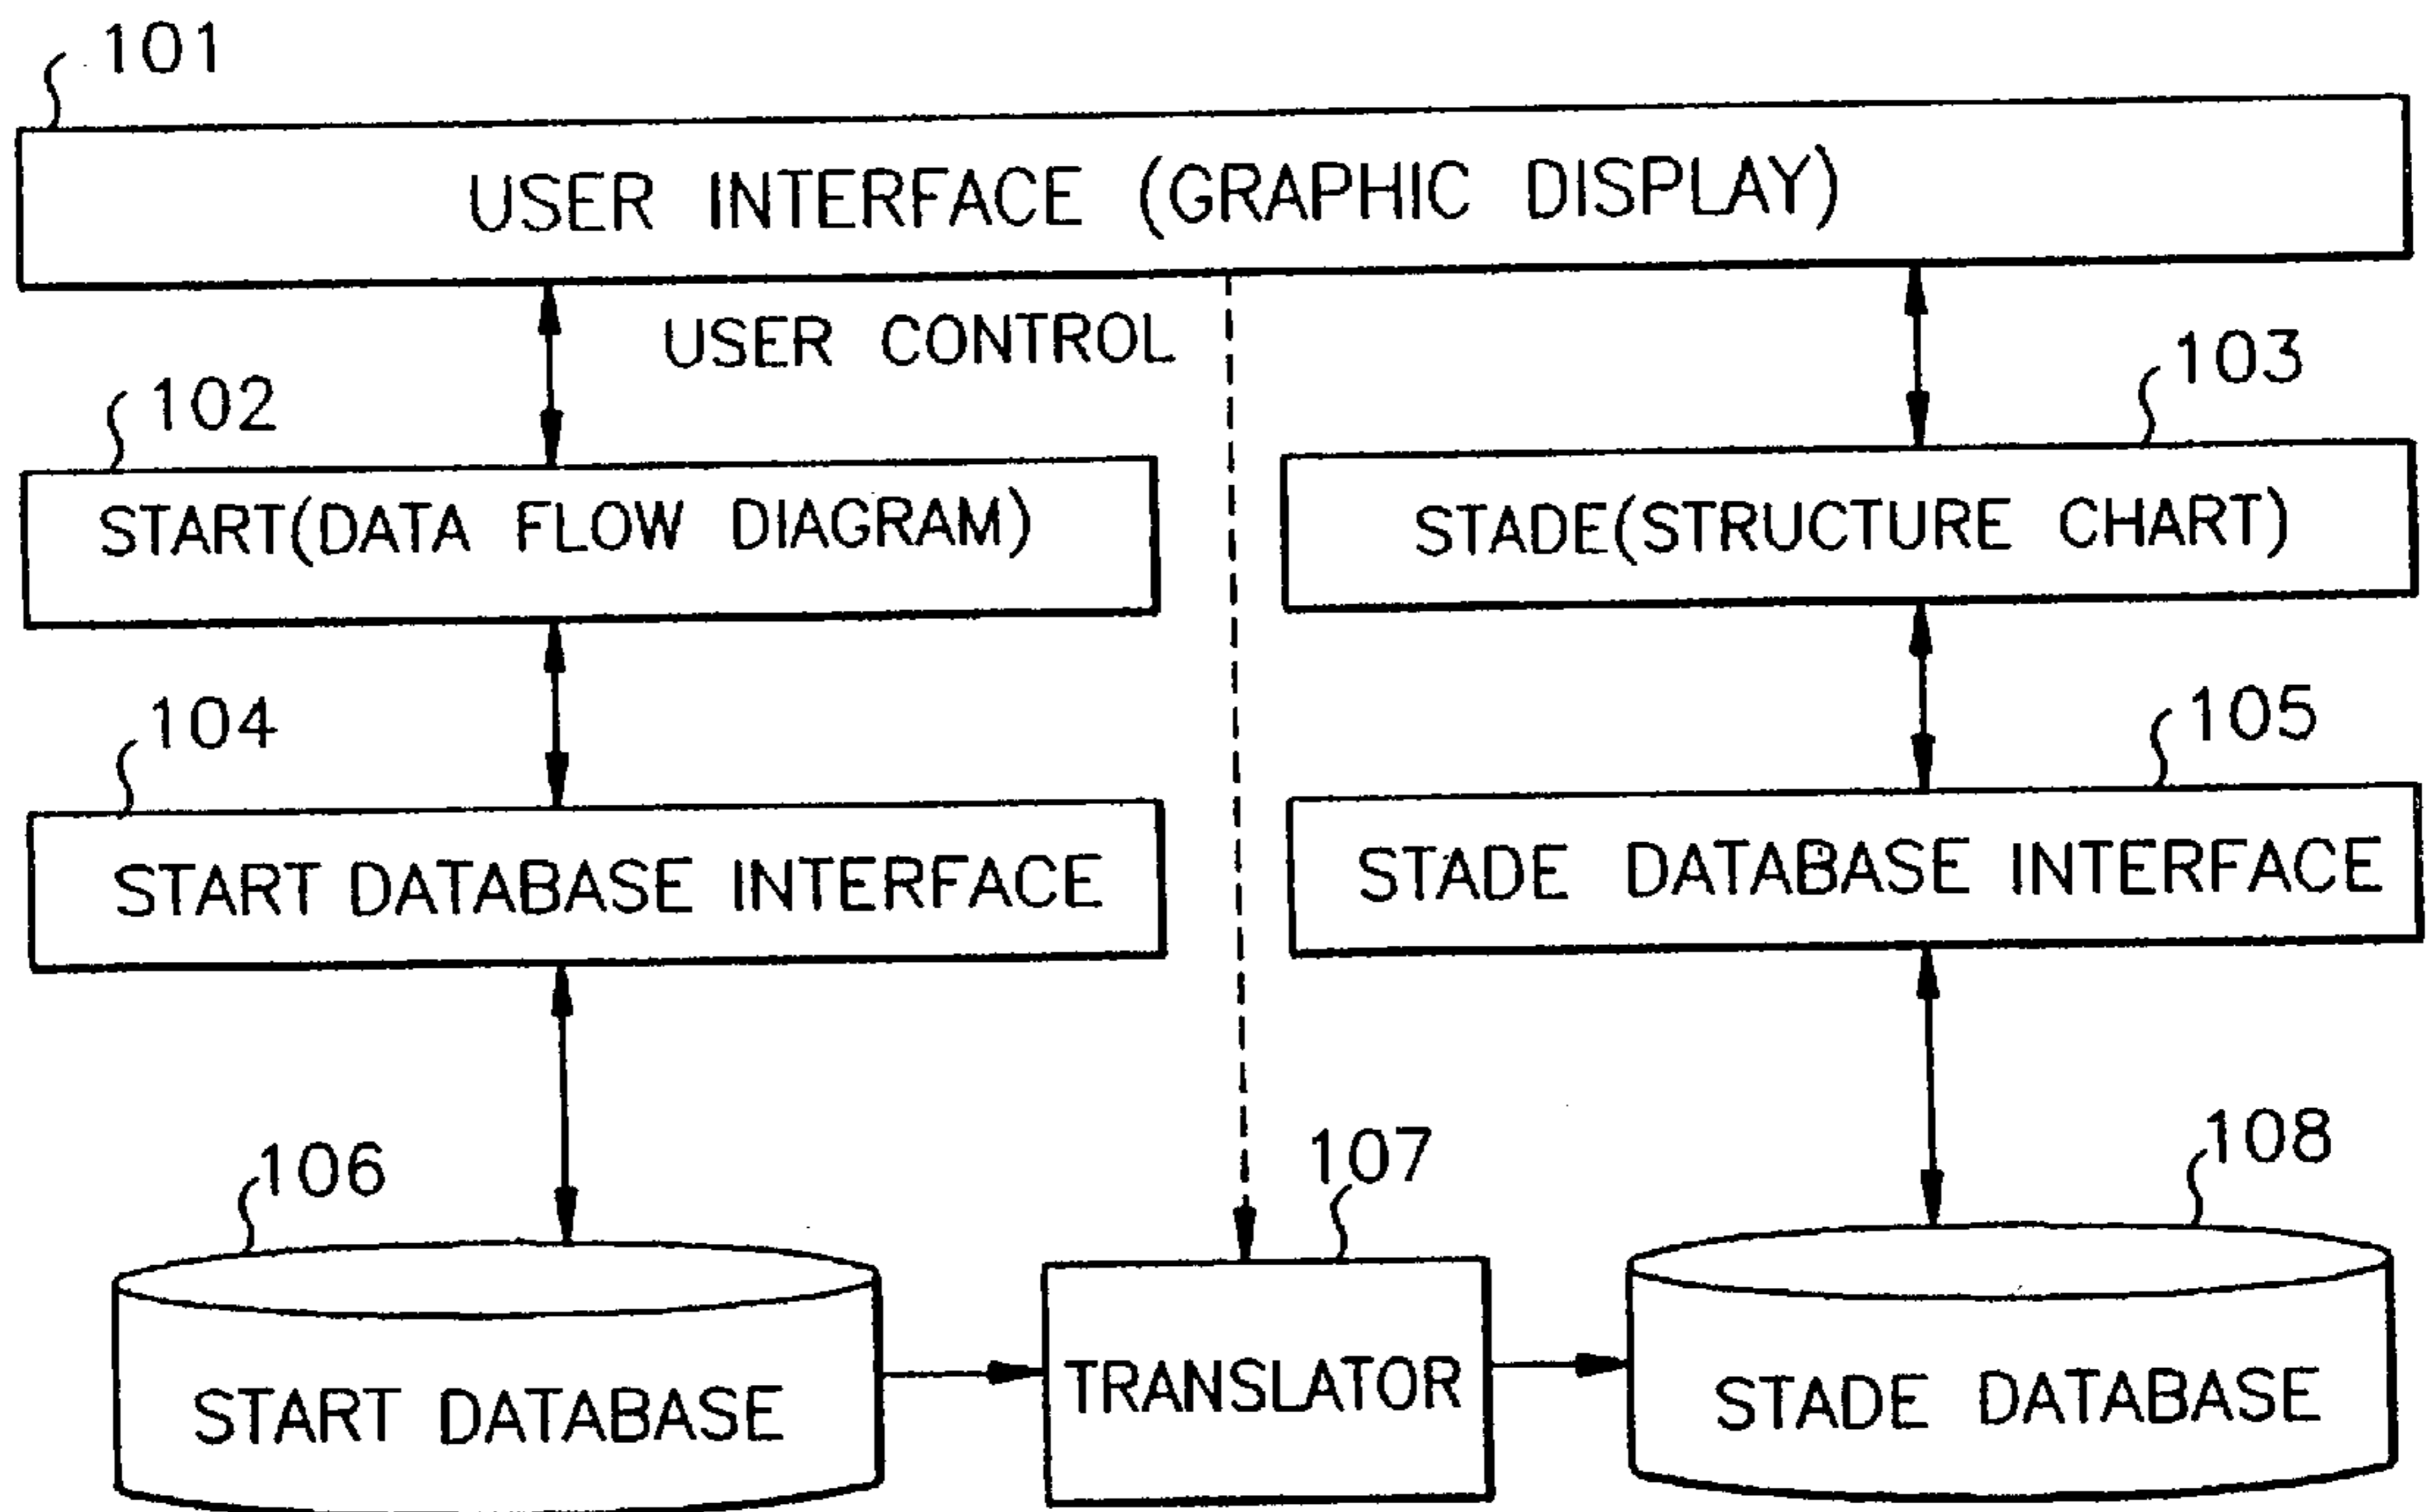 101
USER INTERFACE (GRAPHIC DISPLAY)
USER CONTROL
102
103
START(DATA FLOW DIAGRAM)
STADE(STRUCTURE CHART)
104
105
START DATABASE INTERFACE
STADE DATABASE INTERFACE
106
107
108
START DATABASE
TRANSLATOR
STADE DATABASE